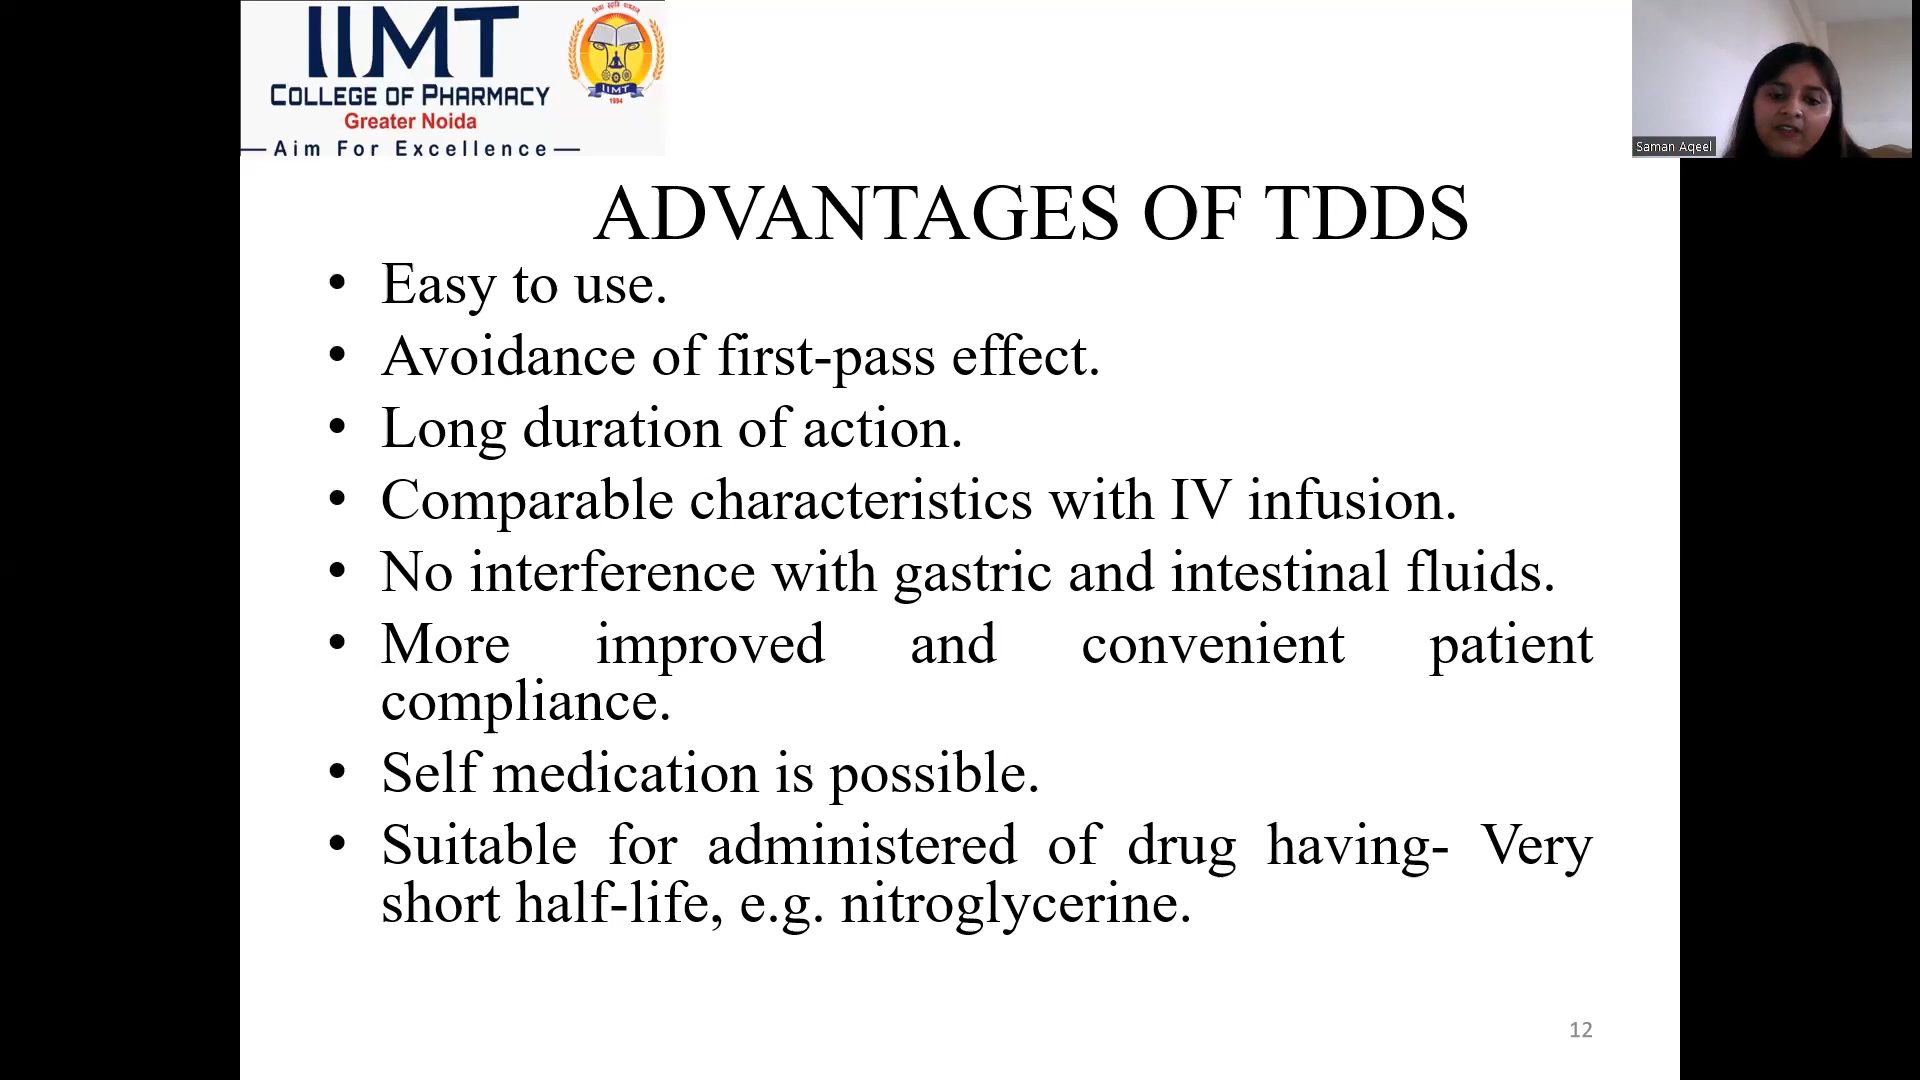 IIMT
COLLEGE OF PHARMACY
Greater Noida
Aim For Excellence
IIMT
1994
Saman Aqeel
ADVANTAGES OF TDDS
• Easy to use.
• Avoidance of first-pass effect.
• Long duration of action.
• Comparable characteristics with IV infusion.
• No interference with gastric and intestinal fluids.
• More improved and convenient patient
compliance.
• Self medication is possible.
• Suitable for administered of drug having- Very
short half-life, e.g. nitroglycerine.
12